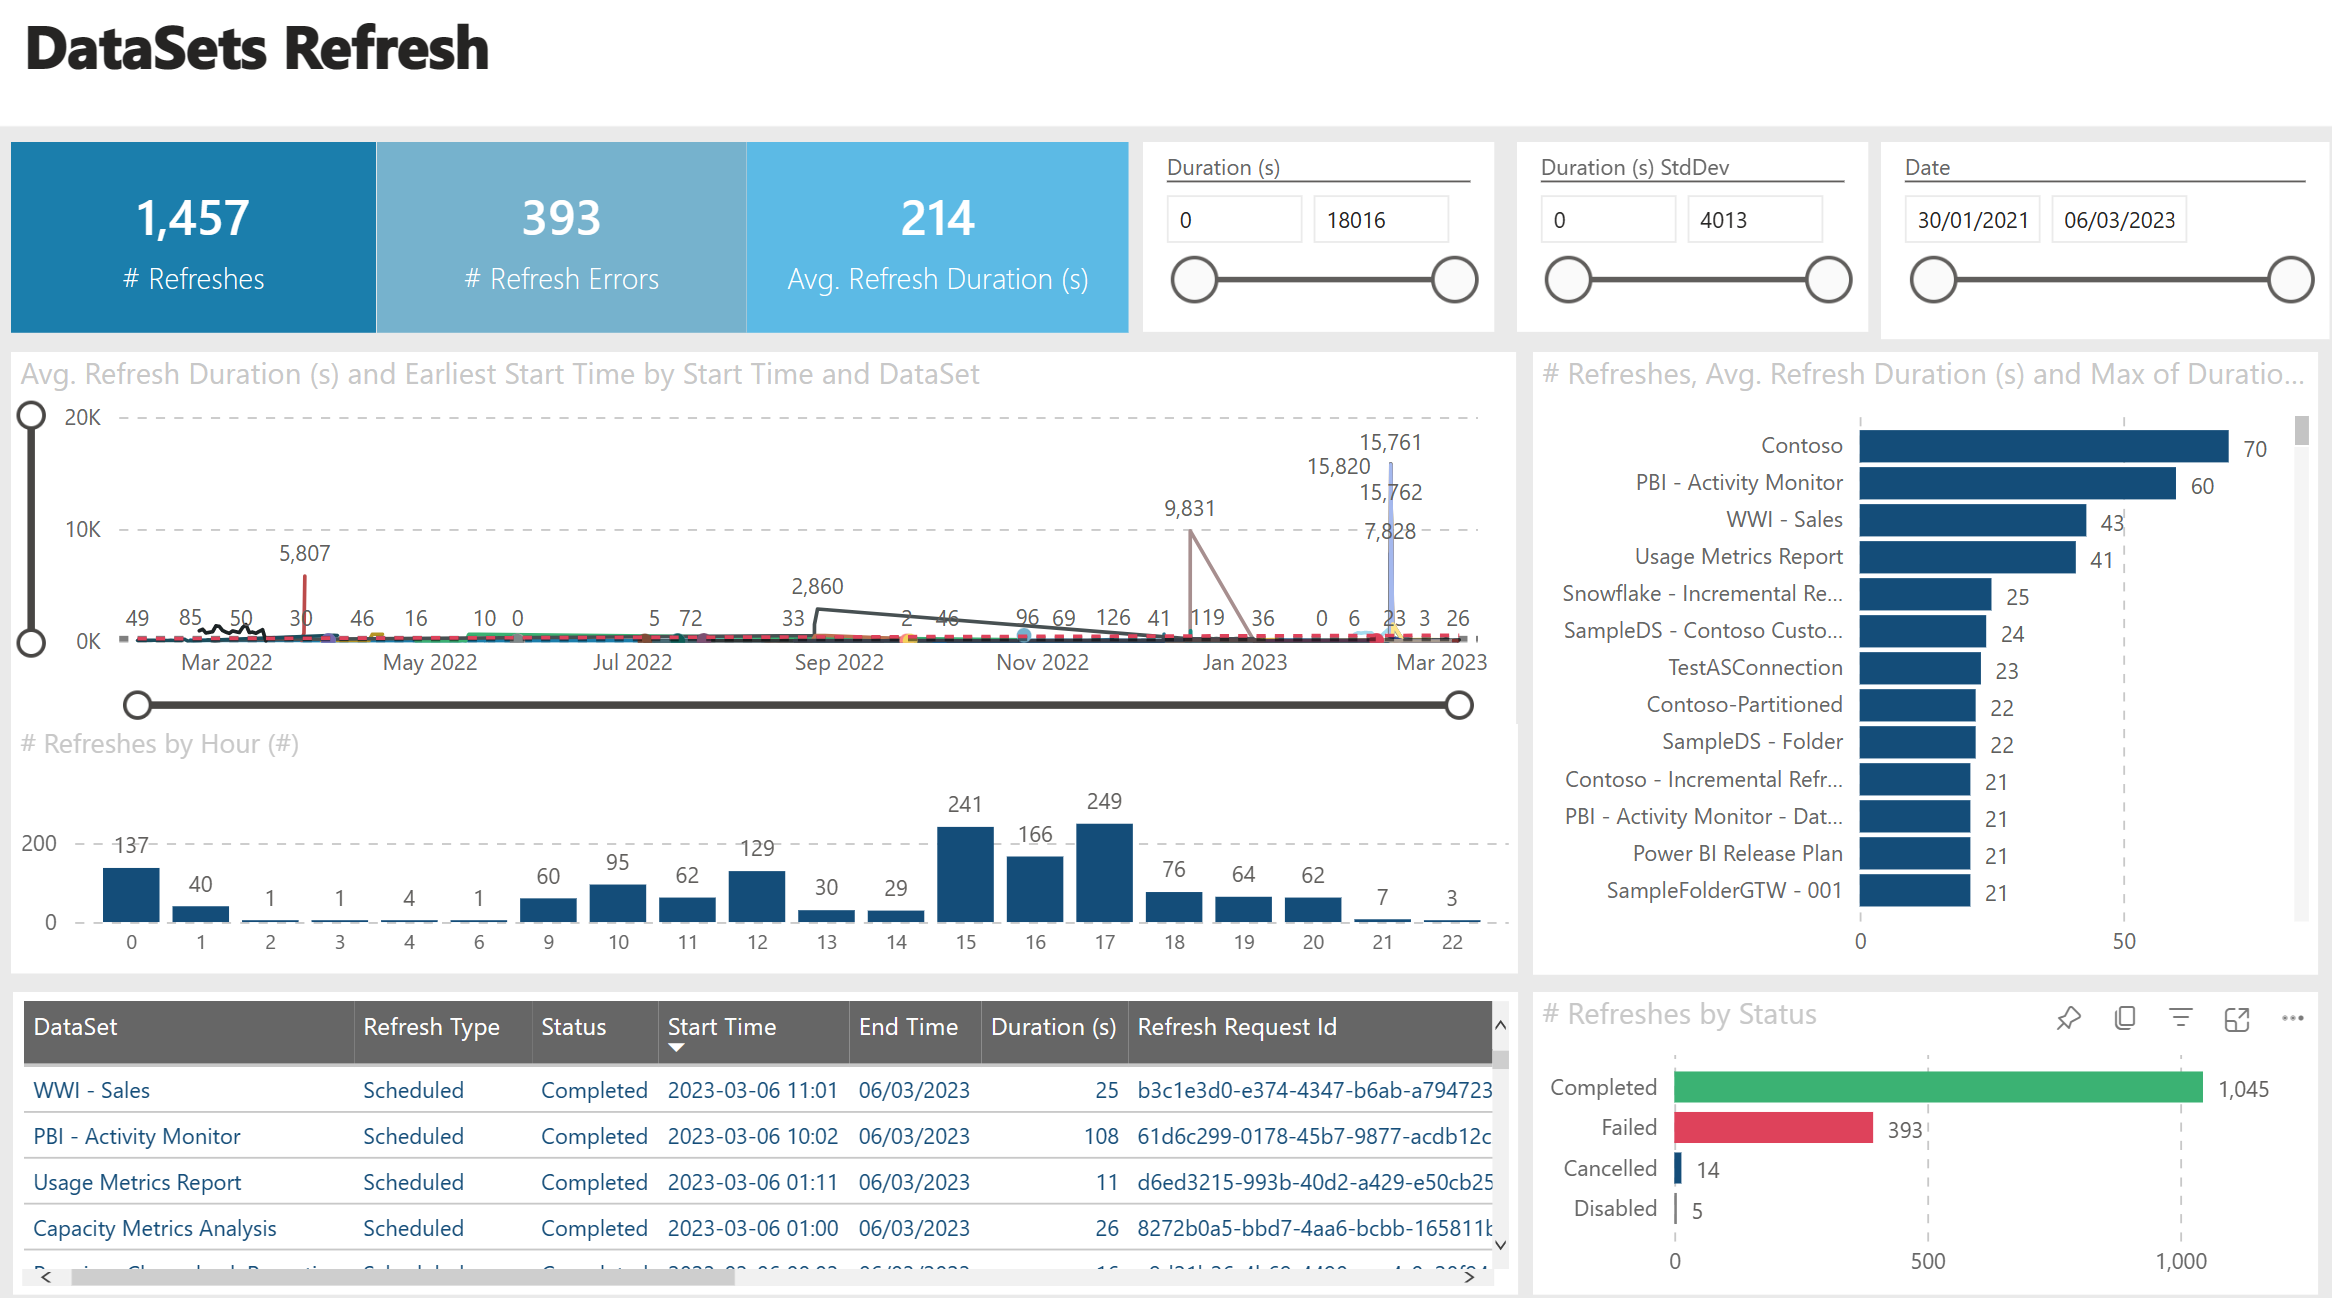 DataSets Refresh
1,457
# Refreshes
393
# Refresh Errors
214
Avg. Refresh Duration (s)
Duration (s)
0 18016
Duration (s) StdDev
0 4013
Date
30/01/2021 06/03/2023
Avg. Refresh Duration (s) and Earliest Start Time by Start Time and DataSet
20K
10K
0K
15,761
15,820
15,762
9,831
7,828
5,807
2,860
49 85 50 30 46 16 10 0 5 72 33 2 46 96 69 126 41 119 36 0 6 23 3 26
Mar 2022 May 2022 Jul 2022 Sep 2022 Nov 2022 Jan 2023 Mar 2023
# Refreshes by Hour (#)
200
0
137 40 1 1 4 1 60 95 62 129 30 29 241 166 249 76 64 62 7 3
0 1 2 3 4 6 9 10 11 12 13 14 15 16 17 18 19 20 21 22
# Refreshes, Avg. Refresh Duration (s) and Max of Duratio...
Contoso 70
PBI - Activity Monitor 60
WWI - Sales 43
Usage Metrics Report 41
Snowflake - Incremental Re... 25
SampleDS - Contoso Custo... 24
TestASConnection 23
Contoso-Partitioned 22
SampleDS - Folder 22
Contoso - Incremental Refr... 21
PBI - Activity Monitor - Dat... 21
Power BI Release Plan 21
SampleFolderGTW - 001 21
0 50
DataSet Refresh Type Status Start Time End Time Duration (s) Refresh Request Id
WWI - Sales Scheduled Completed 2023-03-06 11:01 06/03/2023 25 b3c1e3d0-e374-4347-b6ab-a794723
PBI - Activity Monitor Scheduled Completed 2023-03-06 10:02 06/03/2023 108 61d6c299-0178-45b7-9877-acdb12c
Usage Metrics Report Scheduled Completed 2023-03-06 01:11 06/03/2023 11 d6ed3215-993b-40d2-a429-e50cb25
Capacity Metrics Analysis Scheduled Completed 2023-03-06 01:00 06/03/2023 26 8272b0a5-bbd7-4aa6-bcbb-165811b
# Refreshes by Status
Completed 1,045
Failed 393
Cancelled 14
Disabled 5
0 500 1,000